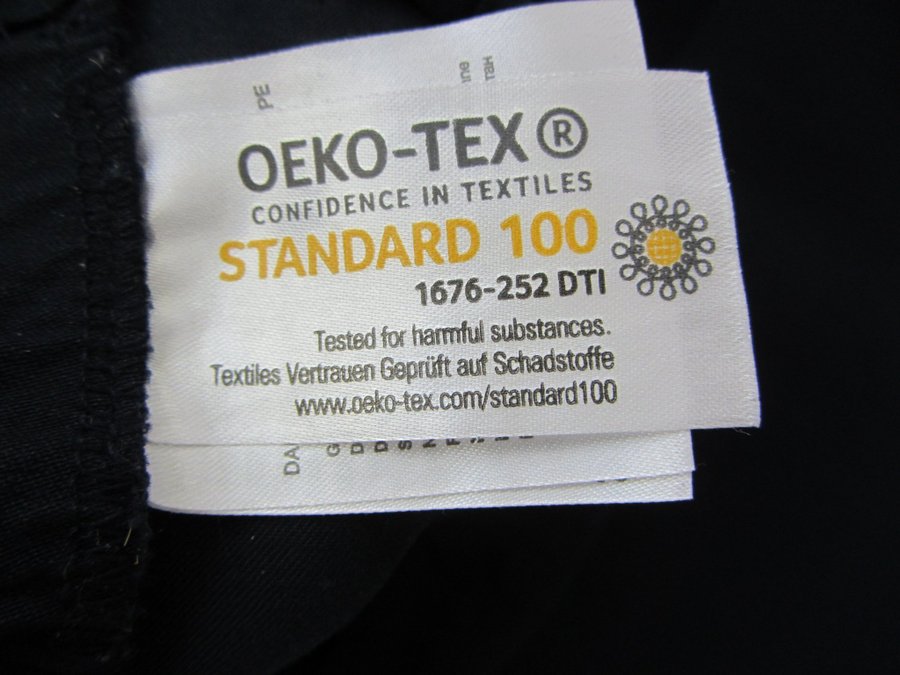 OEKO-TEX®
CONFIDENCE IN TEXTILES
STANDARD 100
1676-252 DTI
Tested for harmful substances.
Textiles Vertrauen Geprüft auf Schadstoffe
www.oeko-tex.com/standard100
PE